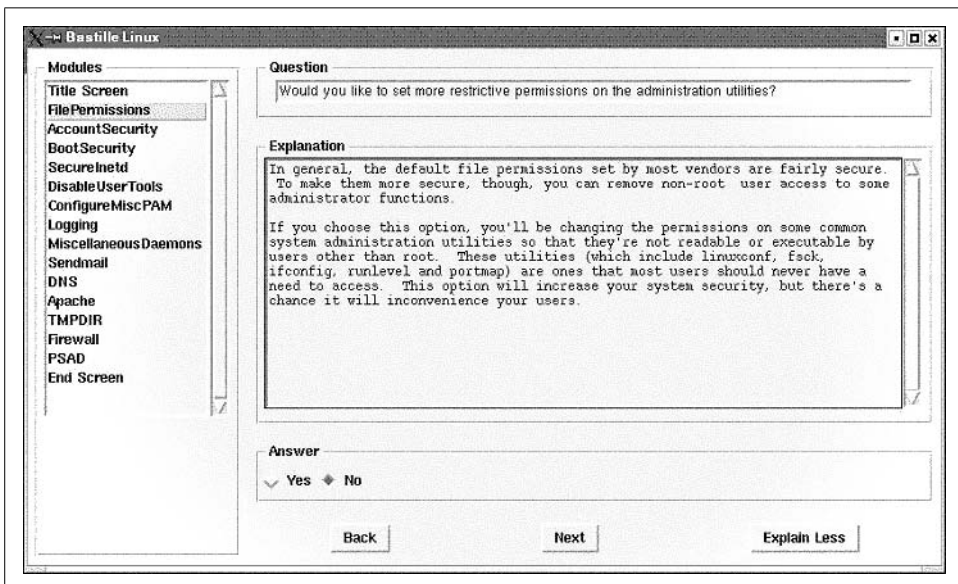 Bastille Linux
Modules
Title Screen
FilePermissions
AccountSecurity
BootSecurity
SecureInetd
DisableUserTools
ConfigureMiscPAM
Logging
MiscellaneousDaemons
Sendmail
DNS
Apache
TMPDIR
Firewall
PSAD
End Screen
Question
Would you like to set more restrictive permissions on the administration utilities?
Explanation
In general, the default file permissions set by most vendors are fairly secure.
To make them more secure, though, you can remove non-root user access to some
administrator functions.
If you choose this option, you'll be changing the permissions on some common
system administration utilities so that they're not readable or executable by
users other than root. These utilities (which include linuxconf, fsck,
ifconfig, runlevel and portmap) are ones that most users should never have a
need to access. This option will increase your system security, but there's a
chance it will inconvenience your users.
Answer
Yes No
Back Next Explain Less